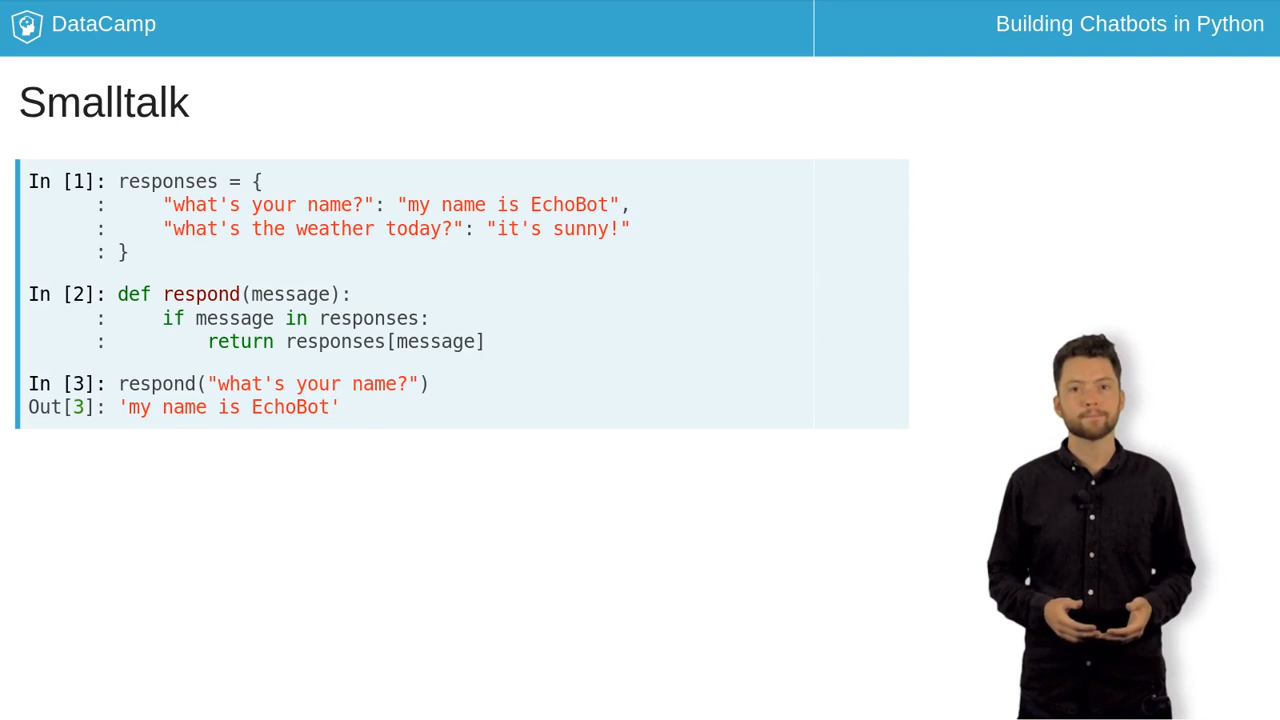 DataCamp
Building Chatbots in Python
Smalltalk
In [1]: responses = {
      :     "what's your name?": "my name is EchoBot",
      :     "what's the weather today?": "it's sunny!"
      : }
In [2]: def respond(message):
      :     if message in responses:
      :         return responses[message]
In [3]: respond("what's your name?")
Out[3]: 'my name is EchoBot'